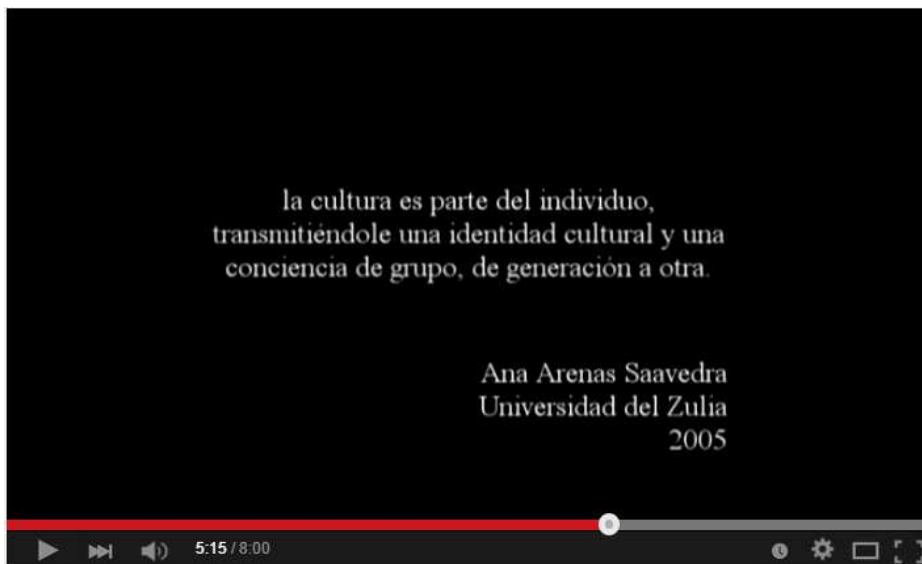 la cultura es parte del individuo,
transmitiéndole una identidad cultural y una
conciencia de grupo, de generación a otra.
Ana Arenas Saavedra
Universidad del Zulia
2005
5:15 / 8:00